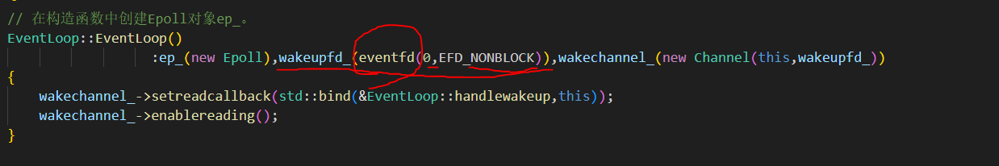 // 在构造函数中创建Epoll对象ep_。
EventLoop::EventLoop()
:ep_(new Epoll),wakeupfd_(eventfd(0,EFD_NONBLOCK)),wakechannel_(new Channel(this,wakeupfd_))
{
wakechannel_->setreadcallback(std::bind(&EventLoop::handlewakeup,this));
wakechannel_->enablereading();
}